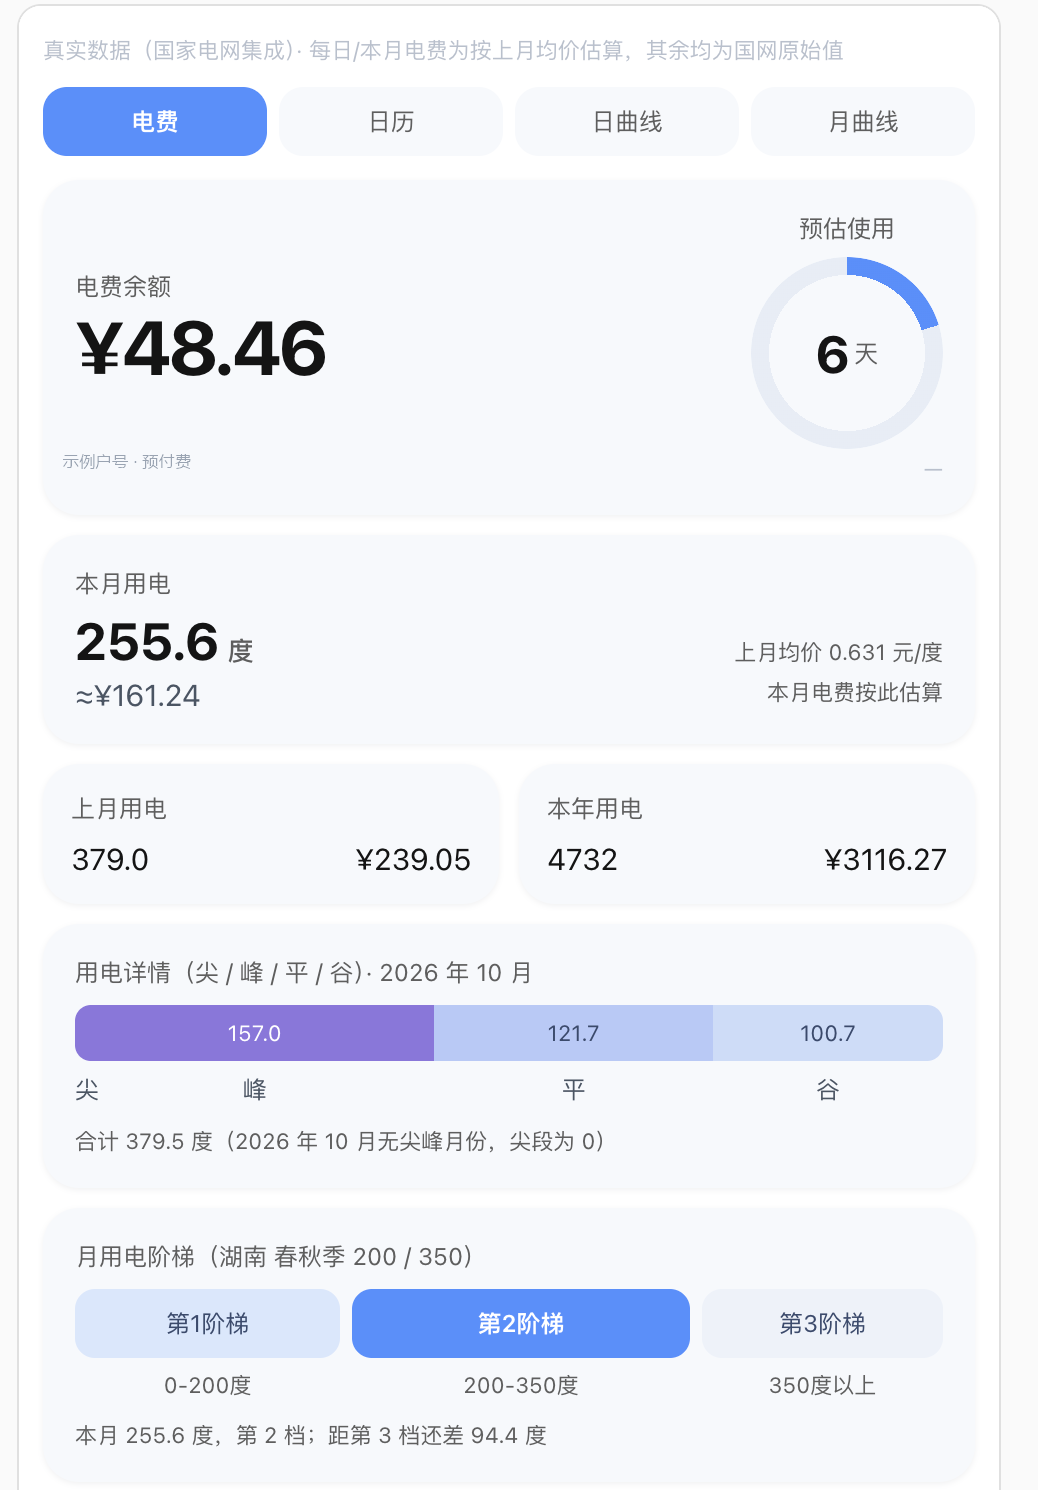 真实数据（国家电网集成）· 每日/本月电费为按上月均价估算，其余均为国网原始值
电费 日历 日曲线 月曲线
预估使用
电费余额
¥48.46
6 天
示例户号 · 预付费
—
本月用电
255.6 度
≈¥161.24
上月均价 0.631 元/度
本月电费按此估算
上月用电
379.0 ¥239.05
本年用电
4732 ¥3116.27
用电详情（尖 / 峰 / 平 / 谷）· 2026 年 10 月
157.0 121.7 100.7
尖 峰 平 谷
合计 379.5 度（2026 年 10 月无尖峰月份，尖段为 0）
月用电阶梯（湖南 春秋季 200 / 350）
第1阶梯 第2阶梯 第3阶梯
0-200度 200-350度 350度以上
本月 255.6 度，第 2 档；距第 3 档还差 94.4 度